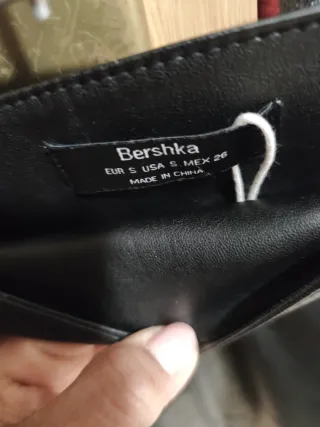 Bershka
EUR S USA S MEX 26
MADE IN CHINA